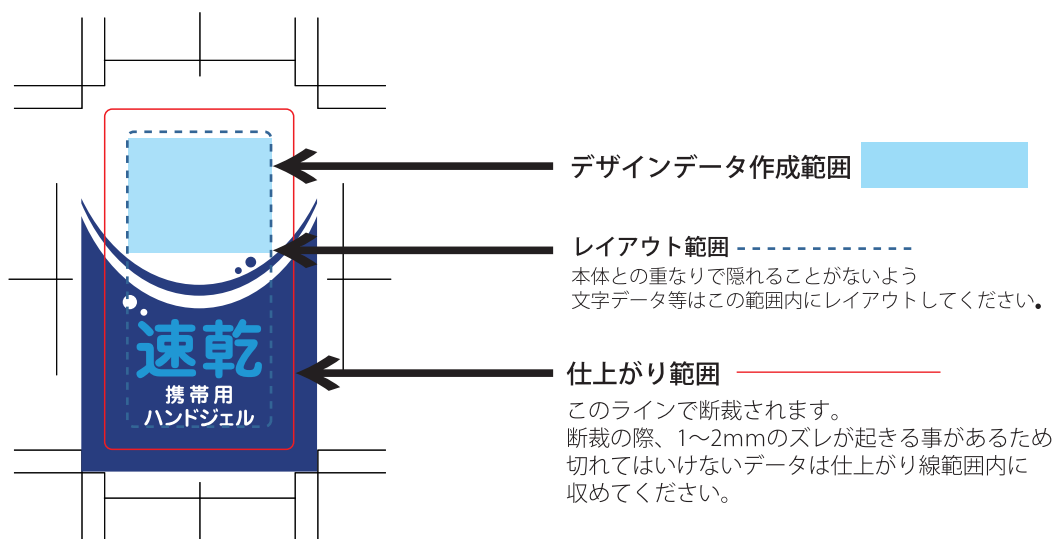 デザインデータ作成範囲
レイアウト範囲
本体との重なりで隠れることがないよう
文字データ等はこの範囲内にレイアウトしてください。
速乾
携帯用
ハンドジェル
仕上がり範囲
このラインで断裁されます。
断裁の際、1〜2mmのズレが起きる事があるため
切れてはいけないデータは仕上がり線範囲内に
収めてください。